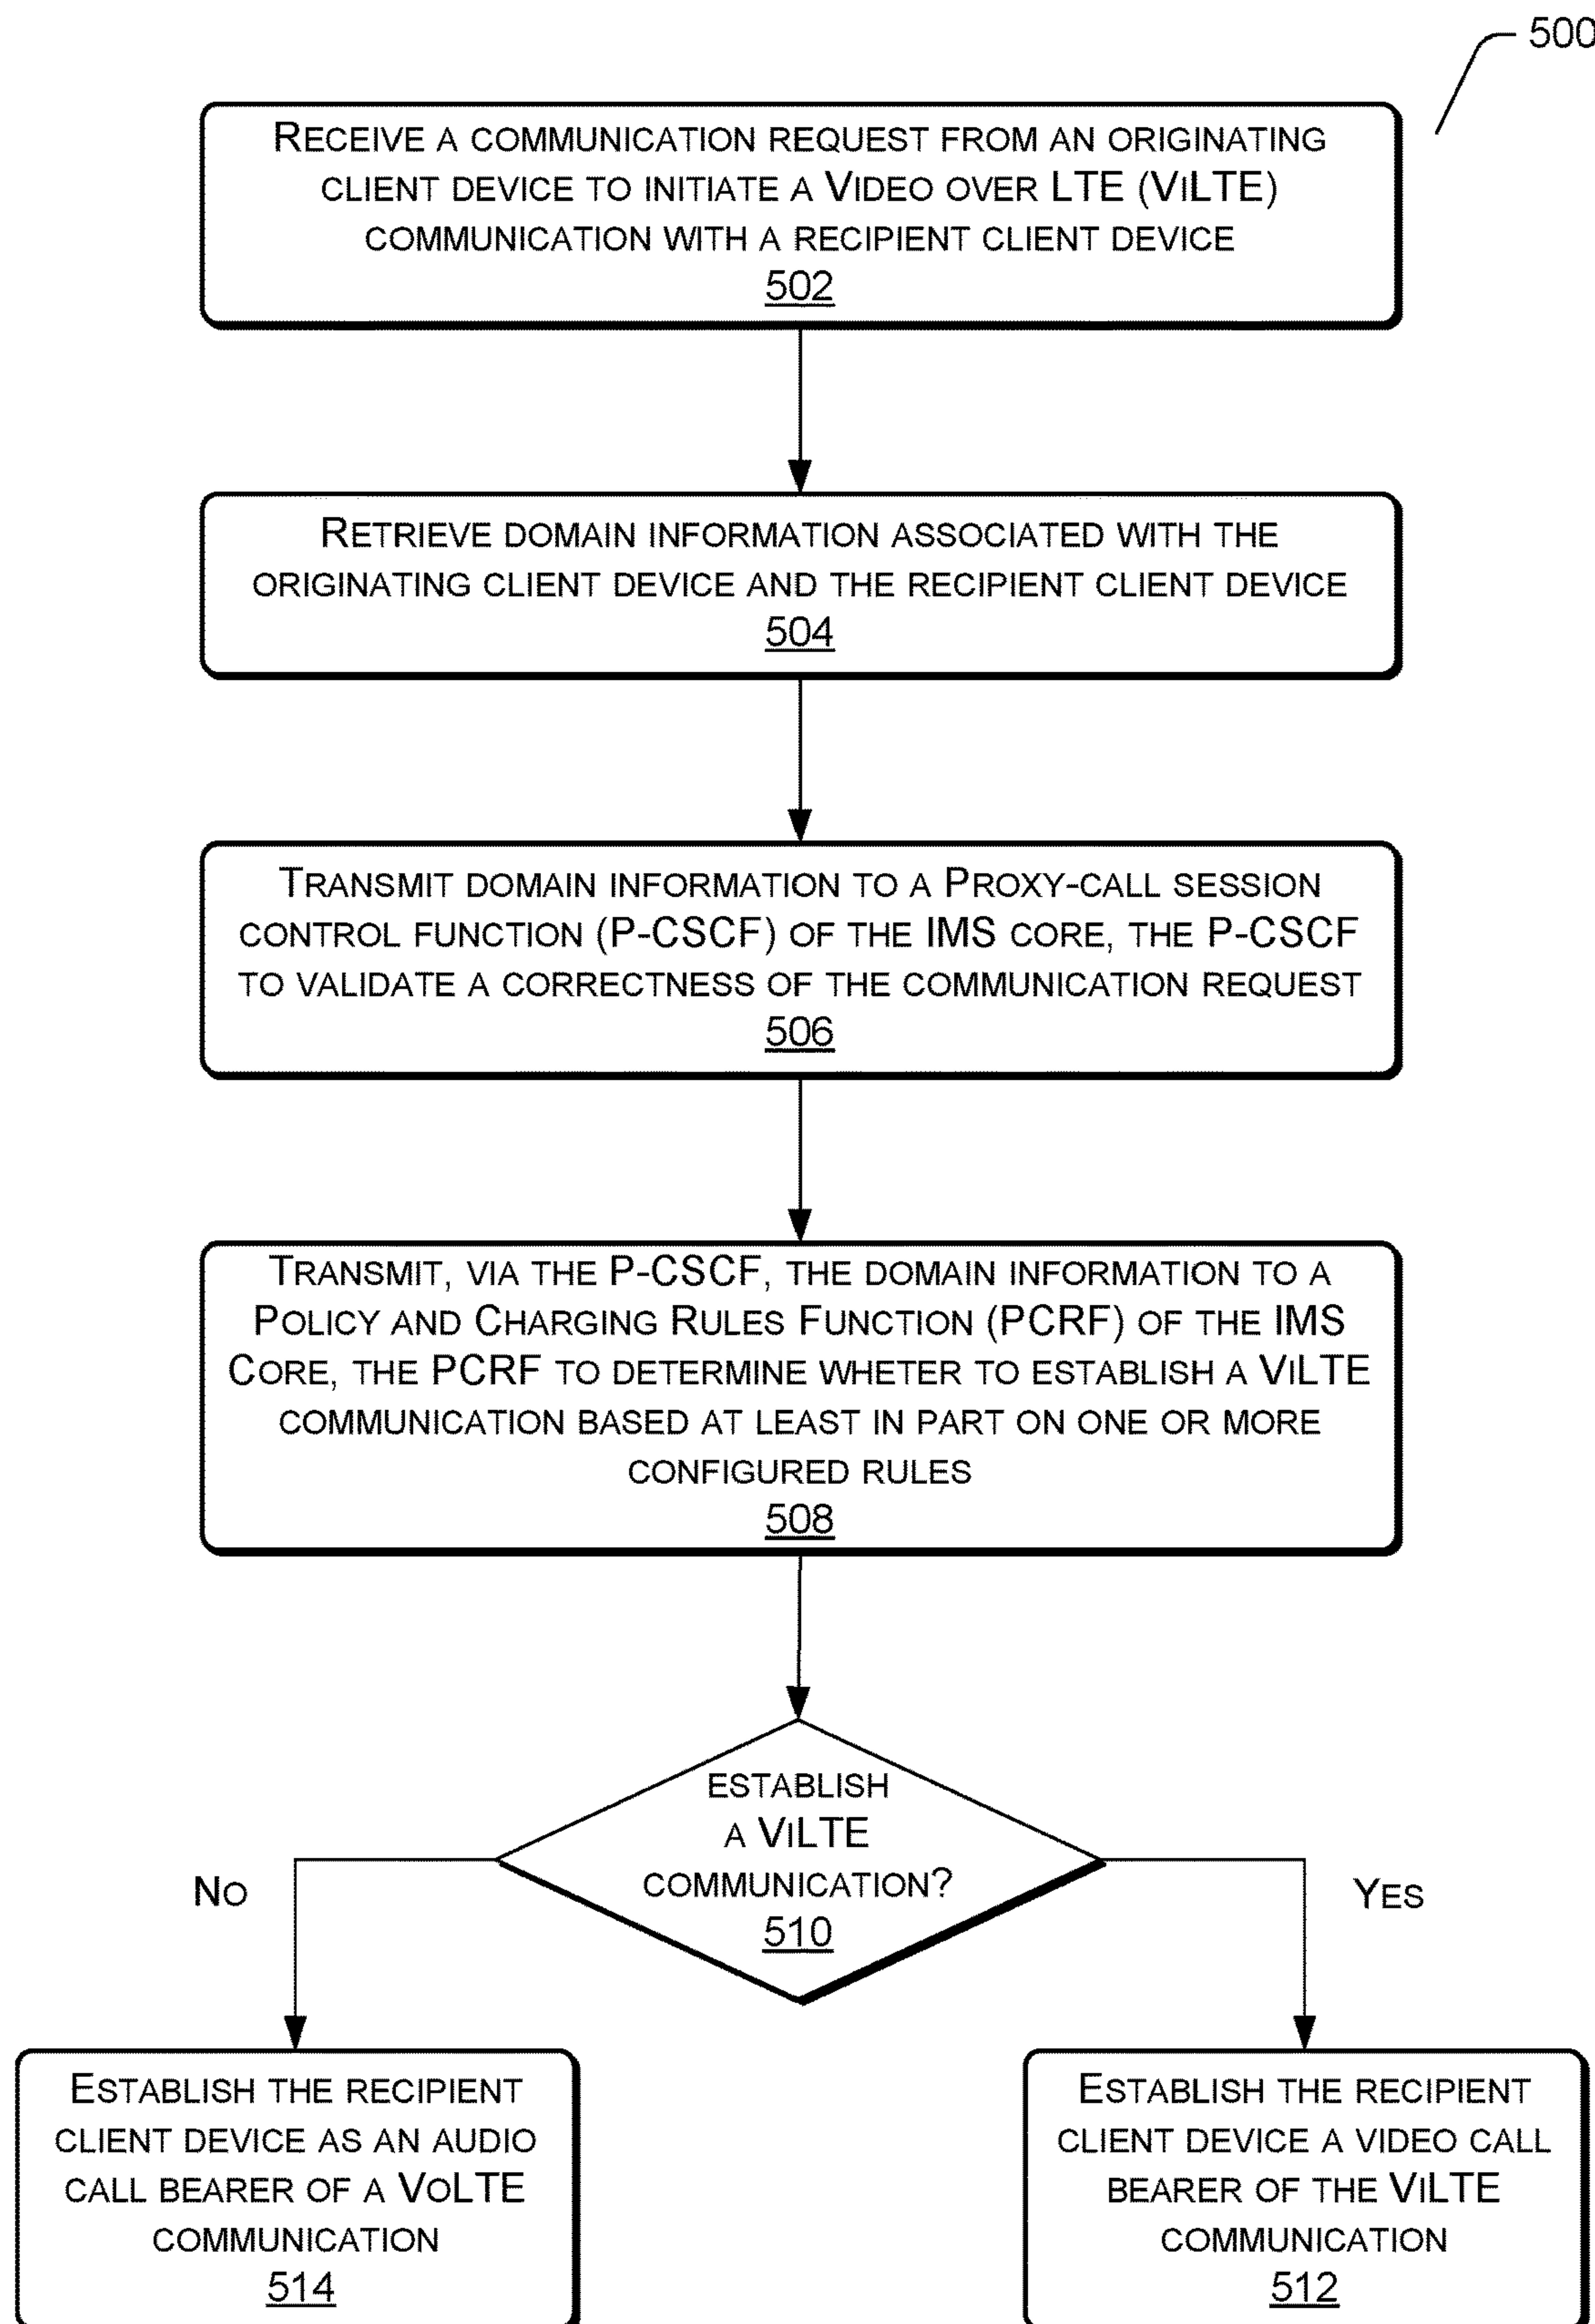 500
RECEIVE A COMMUNICATION REQUEST FROM AN ORIGINATING
CLIENT DEVICE TO INITIATE A VIDEO OVER LTE (VILTE)
COMMUNICATION WITH A RECIPIENT CLIENT DEVICE
502
RETRIEVE DOMAIN INFORMATION ASSOCIATED WITH THE
ORIGINATING CLIENT DEVICE AND THE RECIPIENT CLIENT DEVICE
504
TRANSMIT DOMAIN INFORMATION TO A PROXY-CALL SESSION
CONTROL FUNCTION (P-CSCF) OF THE IMS CORE, THE P-CSCF
TO VALIDATE A CORRECTNESS OF THE COMMUNICATION REQUEST
506
TRANSMIT, VIA THE P-CSCF, THE DOMAIN INFORMATION TO A
POLICY AND CHARGING RULES FUNCTION (PCRF) OF THE IMS
CORE, THE PCRF TO DETERMINE WHETER TO ESTABLISH A VILTE
COMMUNICATION BASED AT LEAST IN PART ON ONE OR MORE
CONFIGURED RULES
508
ESTABLISH
A VILTE
COMMUNICATION?
510
NO
YES
ESTABLISH THE RECIPIENT
CLIENT DEVICE AS AN AUDIO
CALL BEARER OF A VOLTE
COMMUNICATION
514
ESTABLISH THE RECIPIENT
CLIENT DEVICE A VIDEO CALL
BEARER OF THE VILTE
COMMUNICATION
512